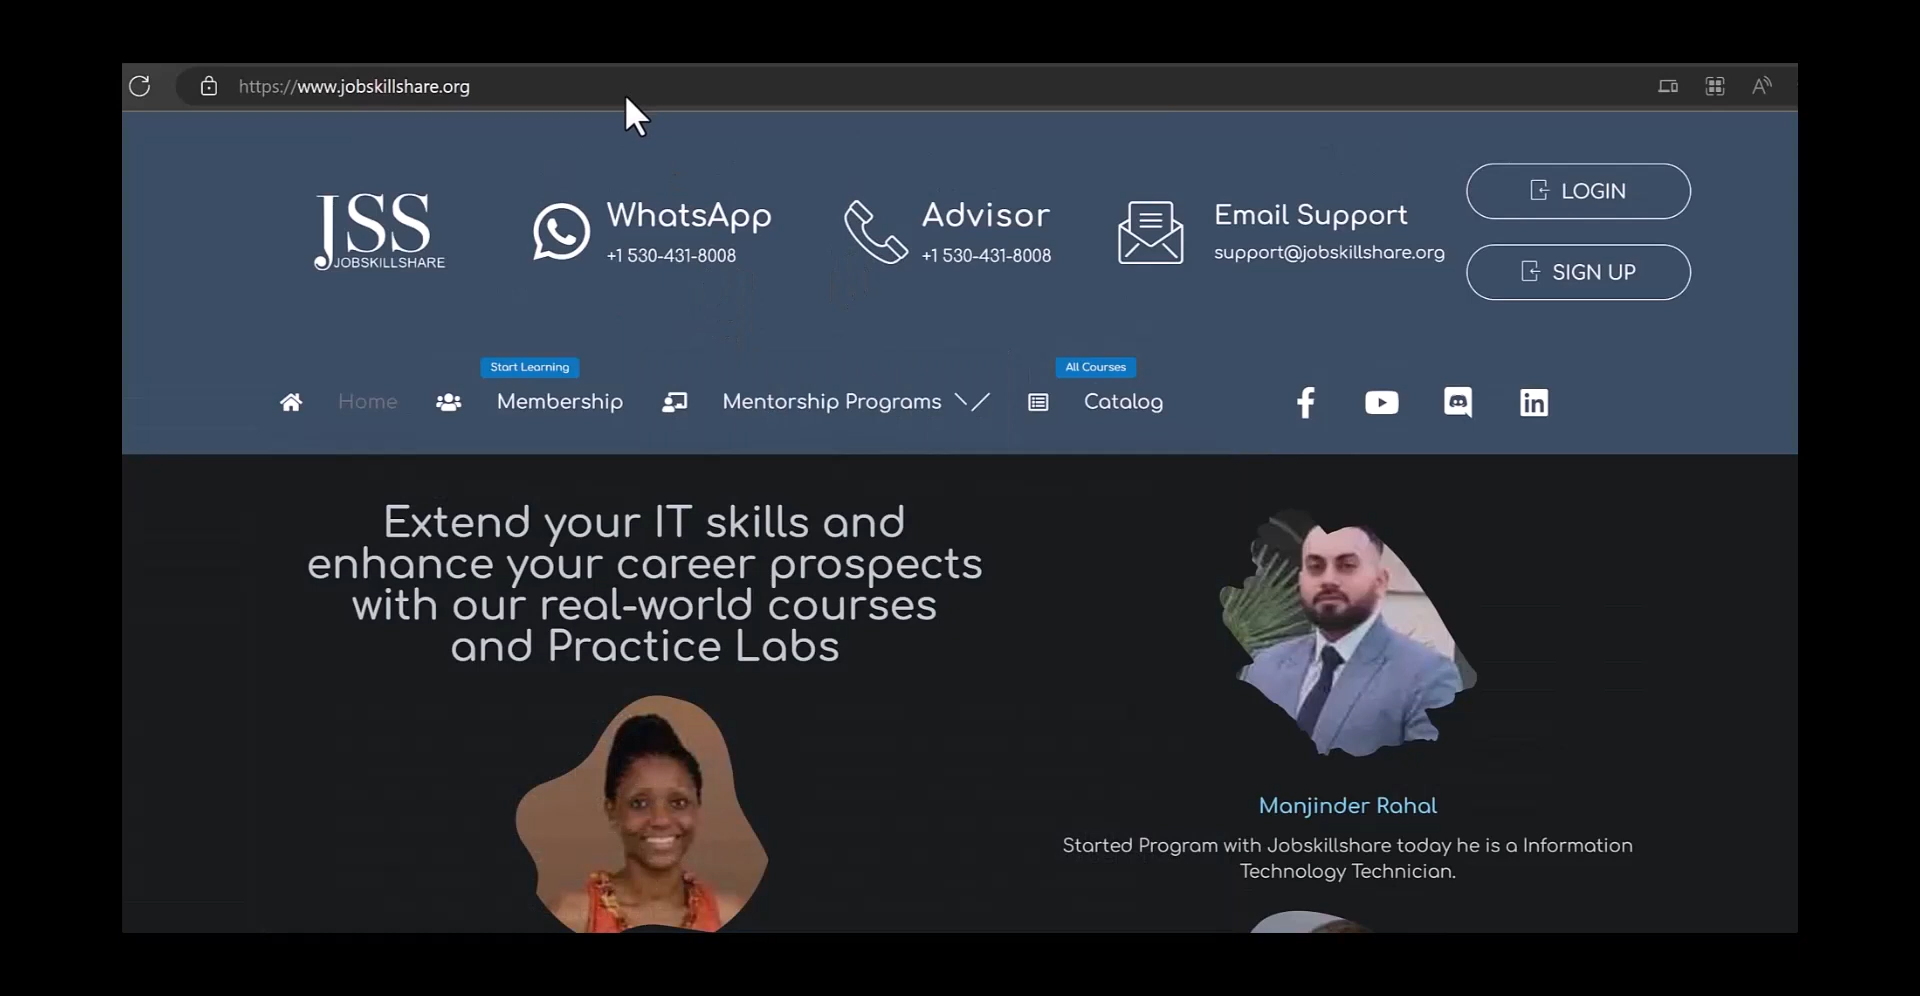 https://www.jobskillshare.org
JSS
JOBSKILLSHARE
WhatsApp
+1 530-431-8008
Advisor
+1 530-431-8008
Email Support
support@jobskillshare.org
LOGIN
SIGN UP
Start Learning
All Courses
Home
Membership
Mentorship Programs
Catalog
Extend your IT skills and
enhance your career prospects
with our real-world courses
and Practice Labs
Manjinder Rahal
Started Program with Jobskillshare today he is a Information
Technology Technician.